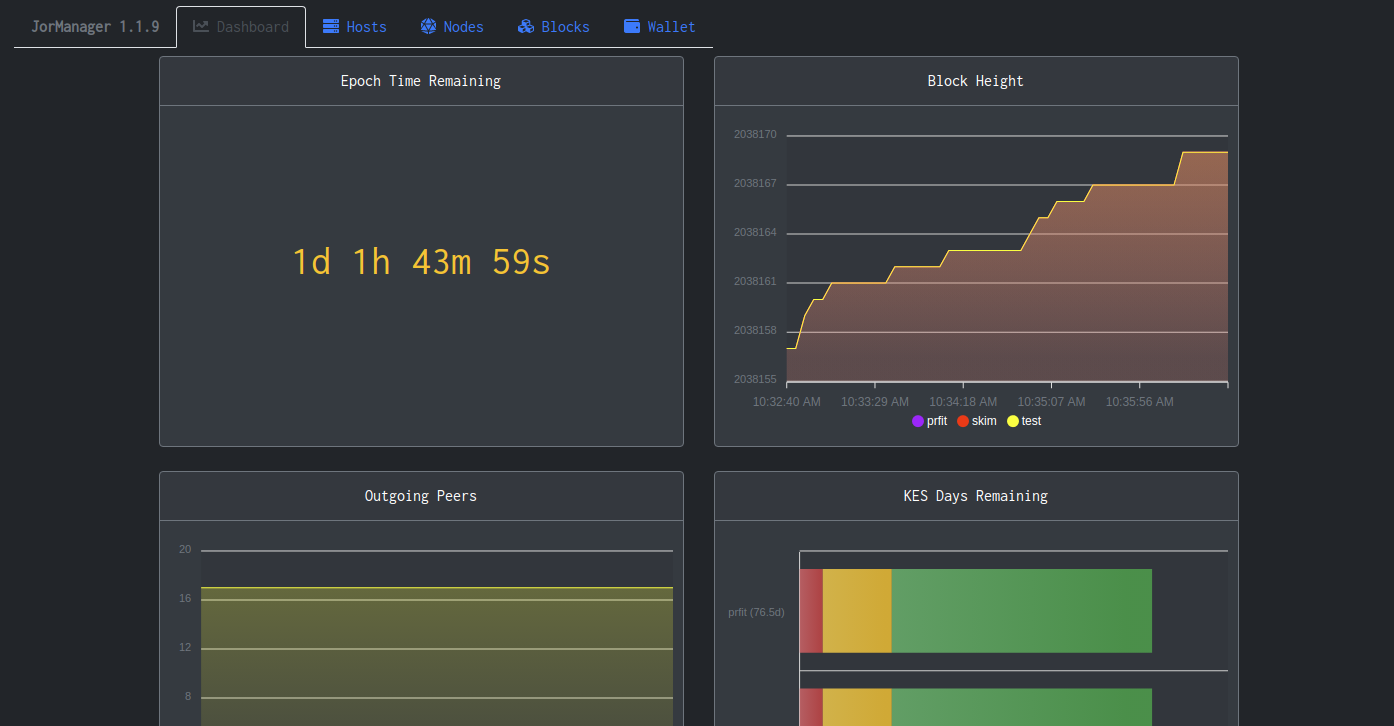 JorManager 1.1.9 Dashboard Hosts Nodes Blocks Wallet
Epoch Time Remaining
1d 1h 43m 59s
Block Height
2038170
2038167
2038164
2038161
2038158
2038155
10:32:40 AM 10:33:29 AM 10:34:18 AM 10:35:07 AM 10:35:56 AM
prfit skim test
Outgoing Peers
20
16
12
8
KES Days Remaining
prfit (76.5d)